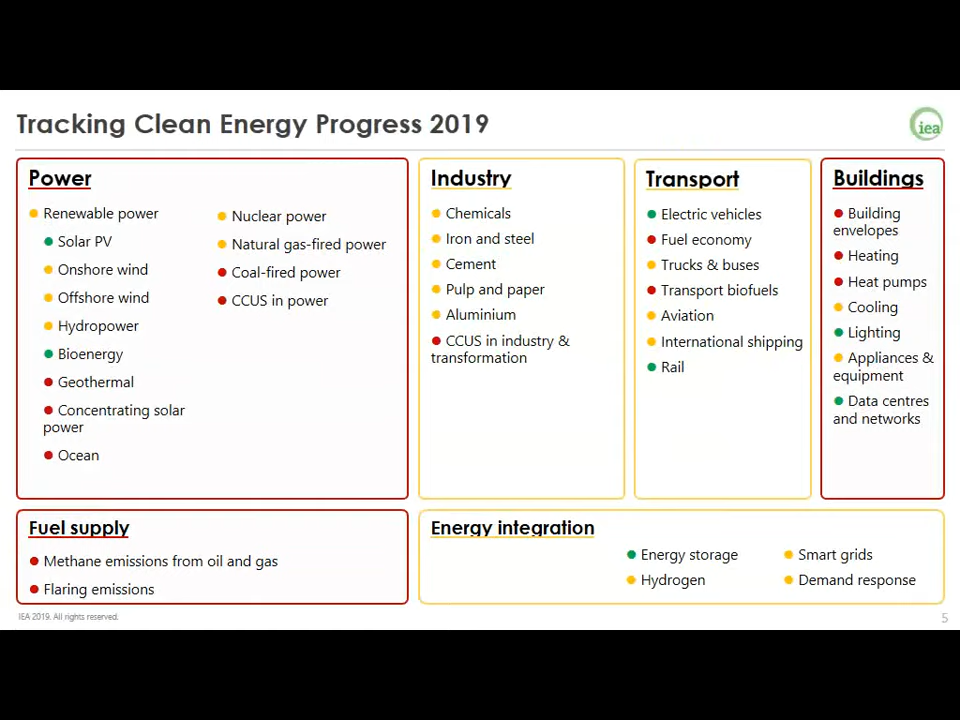 Tracking Clean Energy Progress 2019
iea
Power
Renewable power
Solar PV
Onshore wind
Offshore wind
Hydropower
Bioenergy
Geothermal
Concentrating solar
power
Ocean
Nuclear power
Natural gas-fired power
Coal-fired power
CCUS in power
Industry
Chemicals
Iron and steel
Cement
Pulp and paper
Aluminium
CCUS in industry &
transformation
Transport
Electric vehicles
Fuel economy
Trucks & buses
Transport biofuels
Aviation
International shipping
Rail
Buildings
Building
envelopes
Heating
Heat pumps
Cooling
Lighting
Appliances &
equipment
Data centres
and networks
Fuel supply
Methane emissions from oil and gas
Flaring emissions
Energy integration
Energy storage
Hydrogen
Smart grids
Demand response
IEA 2019. All rights reserved.
5